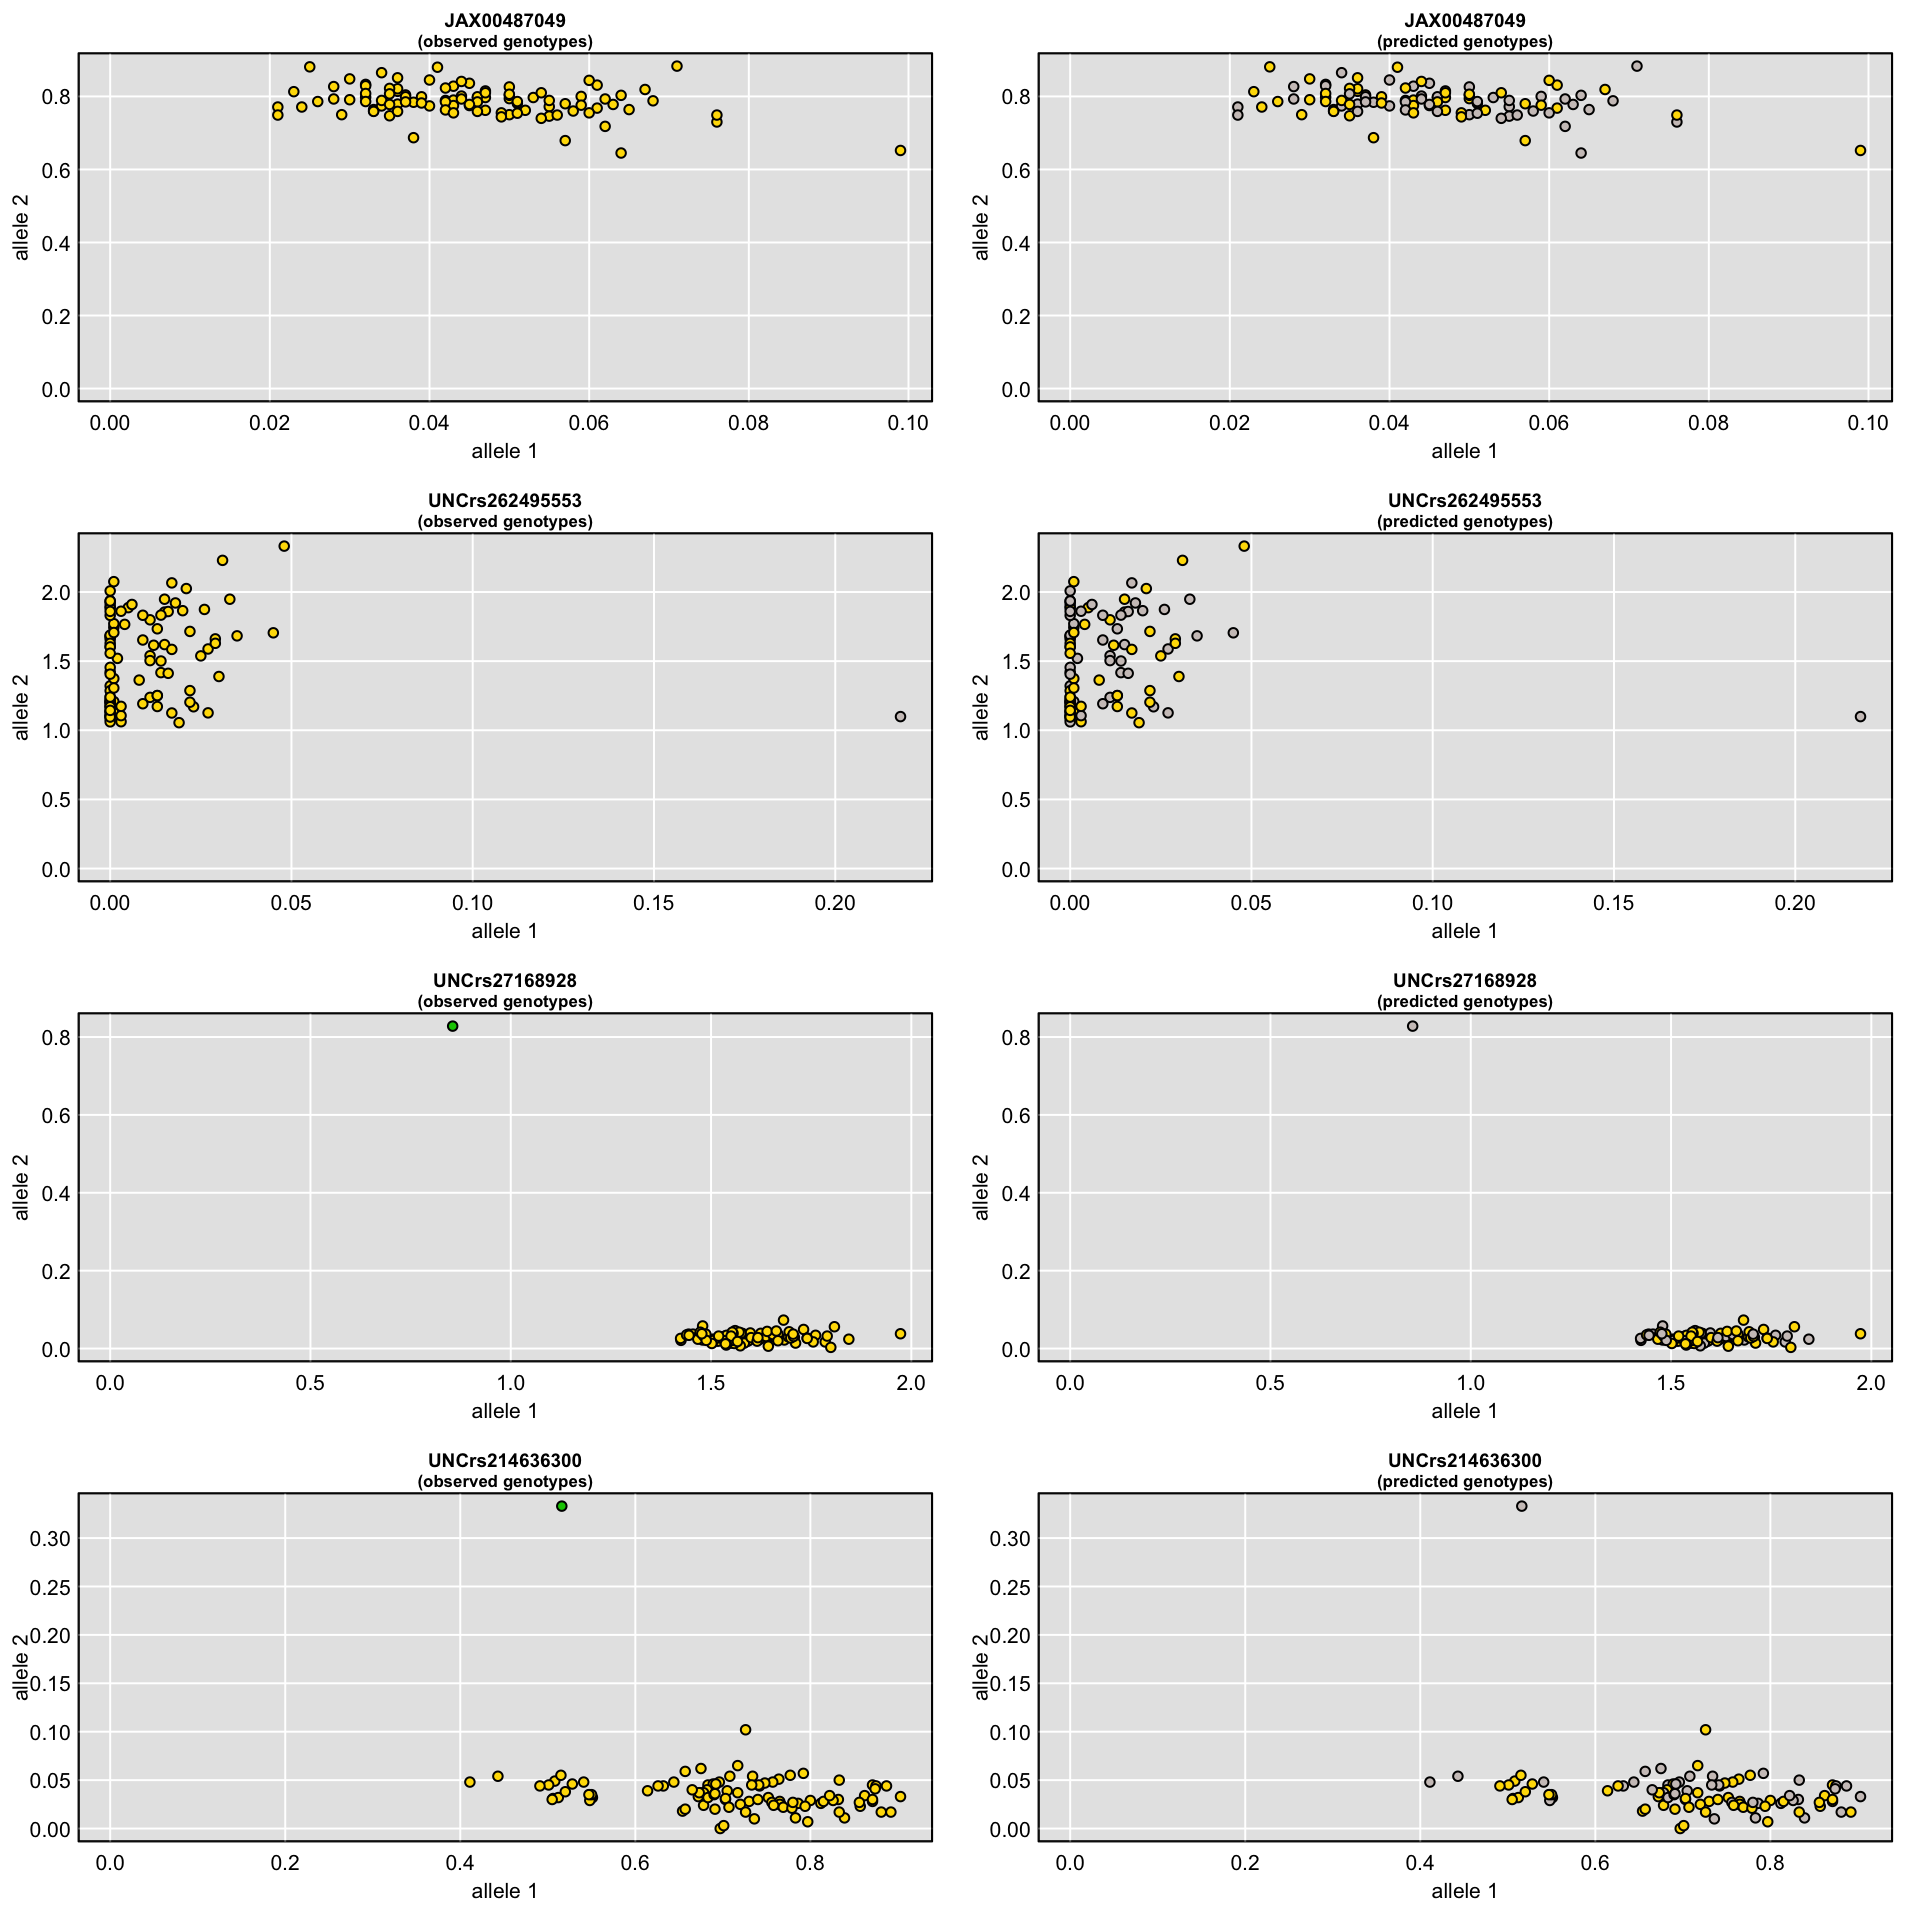 JAX00487049
(observed genotypes)
0.8
0.6
0.4
0.2
0.0
allele 2
0.00 0.02 0.04 0.06 0.08 0.10
allele 1
JAX00487049
(predicted genotypes)
0.8
0.6
0.4
0.2
0.0
allele 2
0.00 0.02 0.04 0.06 0.08 0.10
allele 1
UNCrs262495553
(observed genotypes)
2.0
1.5
1.0
0.5
0.0
allele 2
0.00 0.05 0.10 0.15 0.20
allele 1
UNCrs262495553
(predicted genotypes)
2.0
1.5
1.0
0.5
0.0
allele 2
0.00 0.05 0.10 0.15 0.20
allele 1
UNCrs27168928
(observed genotypes)
0.8
0.6
0.4
0.2
0.0
allele 2
0.0 0.5 1.0 1.5 2.0
allele 1
UNCrs27168928
(predicted genotypes)
0.8
0.6
0.4
0.2
0.0
allele 2
0.0 0.5 1.0 1.5 2.0
allele 1
UNCrs214636300
(observed genotypes)
0.30
0.25
0.20
0.15
0.10
0.05
0.00
allele 2
0.0 0.2 0.4 0.6 0.8
allele 1
UNCrs214636300
(predicted genotypes)
0.30
0.25
0.20
0.15
0.10
0.05
0.00
allele 2
0.0 0.2 0.4 0.6 0.8
allele 1